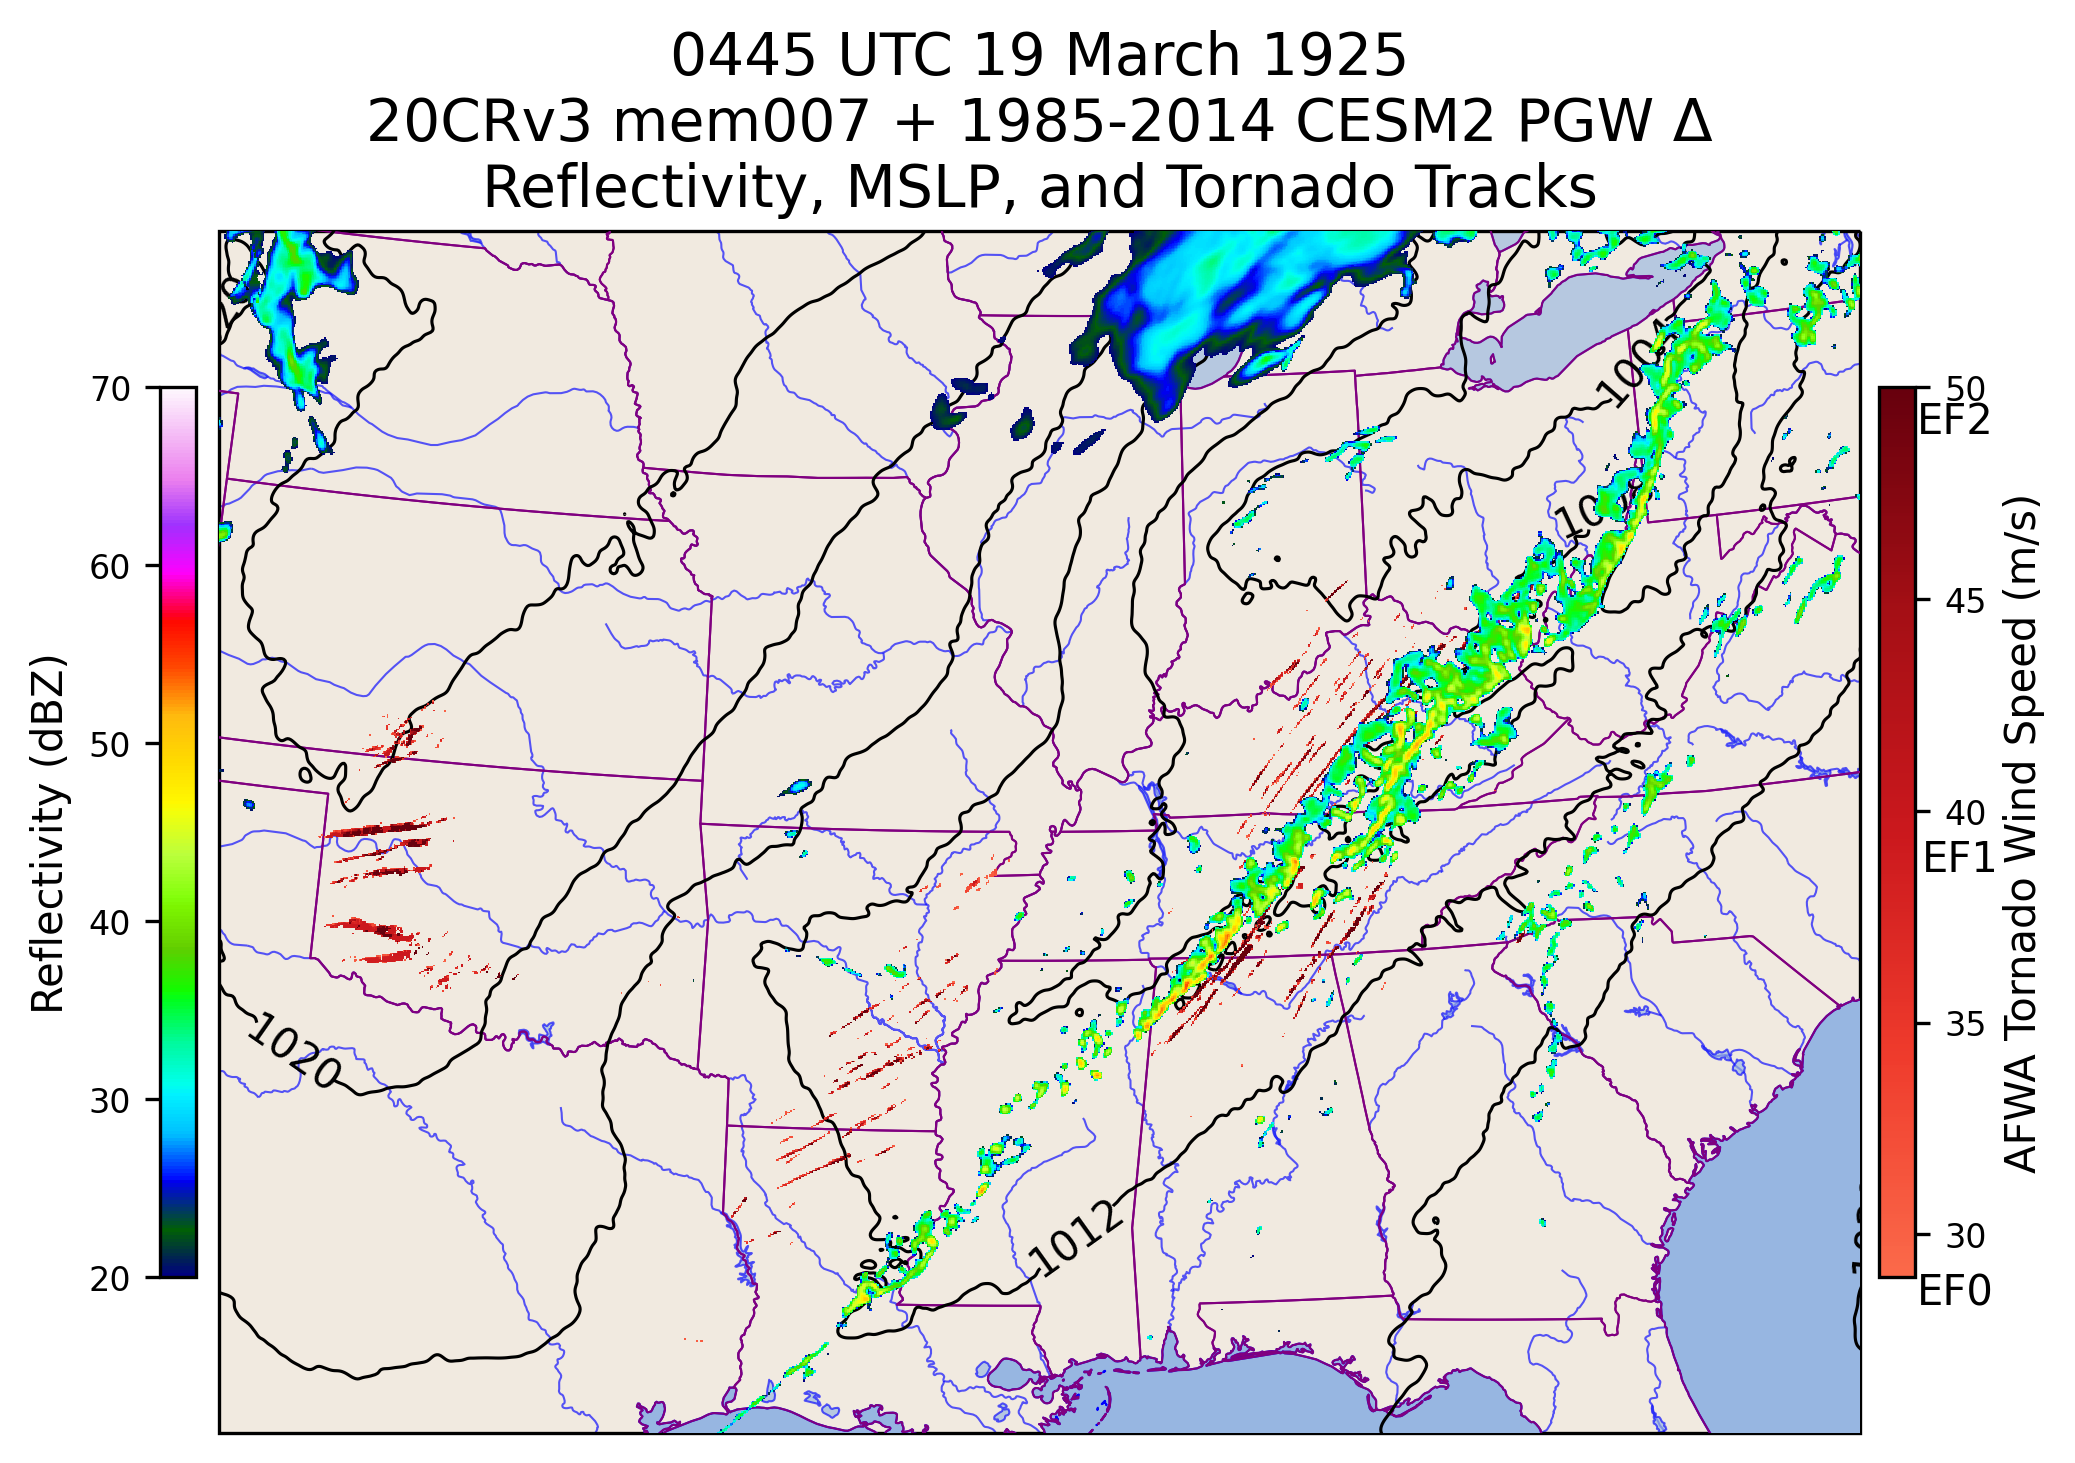 0445 UTC 19 March 1925
20CRv3 mem007 + 1985-2014 CESM2 PGW Δ
Reflectivity, MSLP, and Tornado Tracks
Reflectivity (dBZ)
70
60
50
40
30
20
1004
1020
1012
50
EF2
45
40
EF1
35
30
EF0
AFWA Tornado Wind Speed (m/s)